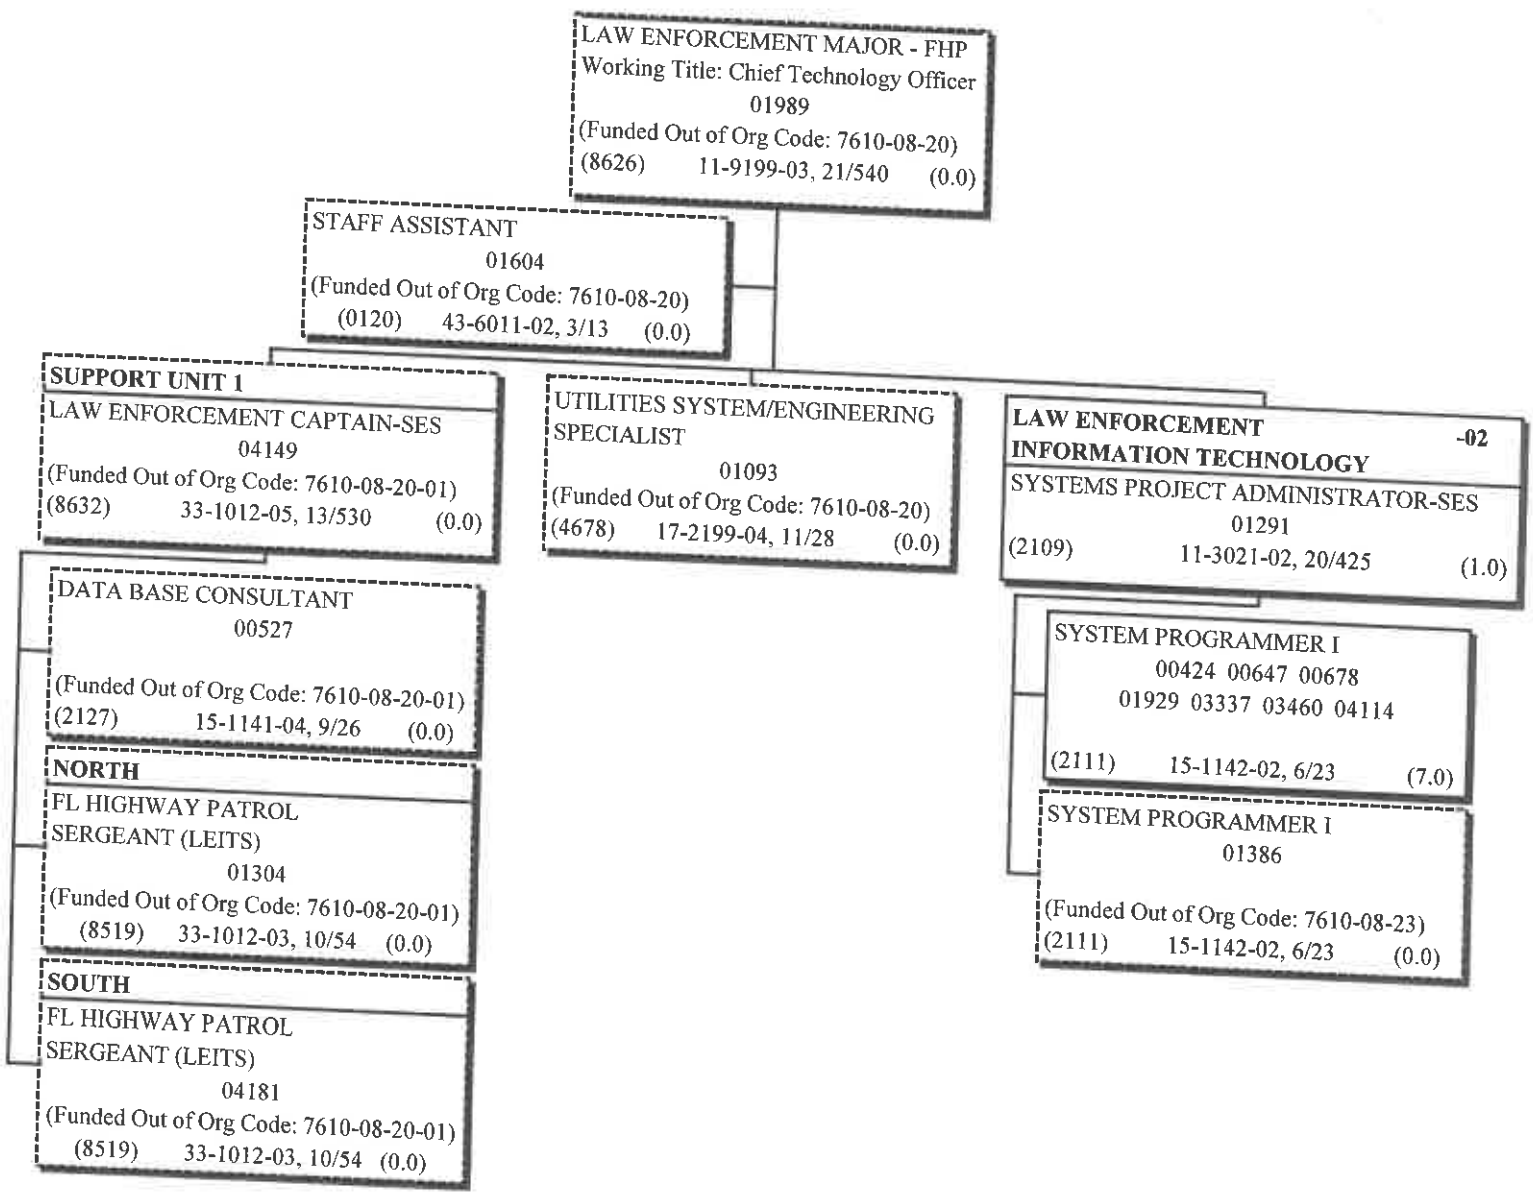 LAW ENFORCEMENT MAJOR - FHP
Working Title: Chief Technology Officer
01989
(Funded Out of Org Code: 7610-08-20)
(8626) 11-9199-03, 21/540 (0.0)
STAFF ASSISTANT
01604
(Funded Out of Org Code: 7610-08-20)
(0120) 43-6011-02, 3/13 (0.0)
SUPPORT UNIT 1
LAW ENFORCEMENT CAPTAIN-SES
04149
(Funded Out of Org Code: 7610-08-20-01)
(8632) 33-1012-05, 13/530 (0.0)
DATA BASE CONSULTANT
00527
(Funded Out of Org Code: 7610-08-20-01)
(2127) 15-1141-04, 9/26 (0.0)
NORTH
FL HIGHWAY PATROL
SERGEANT (LEITS)
01304
(Funded Out of Org Code: 7610-08-20-01)
(8519) 33-1012-03, 10/54 (0.0)
SOUTH
FL HIGHWAY PATROL
SERGEANT (LEITS)
04181
(Funded Out of Org Code: 7610-08-20-01)
(8519) 33-1012-03, 10/54 (0.0)
UTILITIES SYSTEM/ENGINEERING
SPECIALIST
01093
(Funded Out of Org Code: 7610-08-20)
(4678) 17-2199-04, 11/28 (0.0)
LAW ENFORCEMENT -02
INFORMATION TECHNOLOGY
SYSTEMS PROJECT ADMINISTRATOR-SES
01291
(2109) 11-3021-02, 20/425 (1.0)
SYSTEM PROGRAMMER I
00424 00647 00678
01929 03337 03460 04114
(2111) 15-1142-02, 6/23 (7.0)
SYSTEM PROGRAMMER I
01386
(Funded Out of Org Code: 7610-08-23)
(2111) 15-1142-02, 6/23 (0.0)